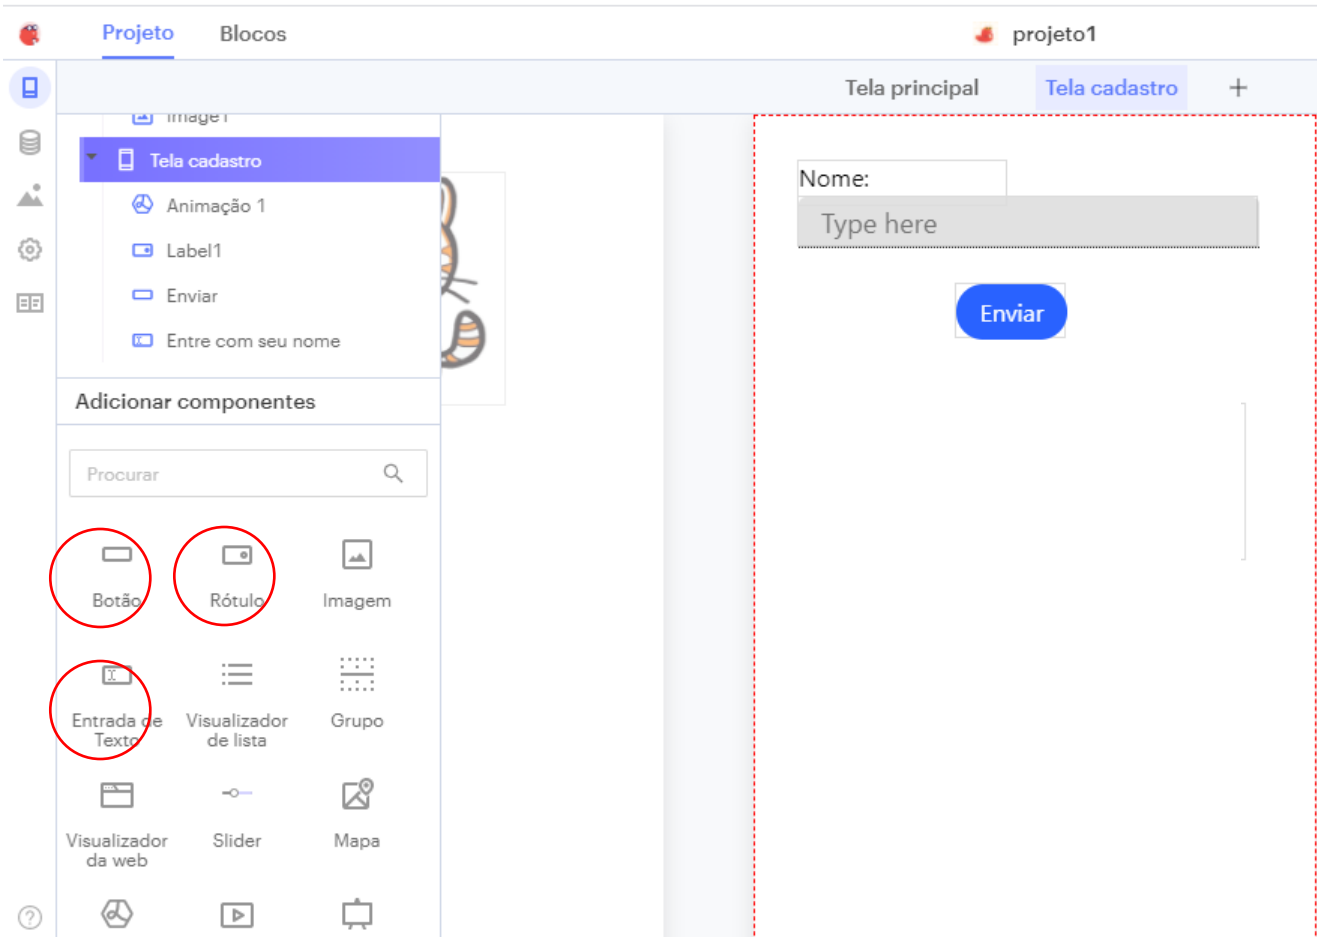 Projeto
Blocos
projeto1
Tela principal
Tela cadastro
+
Image1
Tela cadastro
Animação 1
Label1
Enviar
Entre com seu nome
Adicionar componentes
Procurar
Botão
Rótulo
Imagem
Entrada de
Texto
Visualizador
de lista
Grupo
Visualizador
da web
Slider
Mapa
?
Nome:
Type here
Enviar